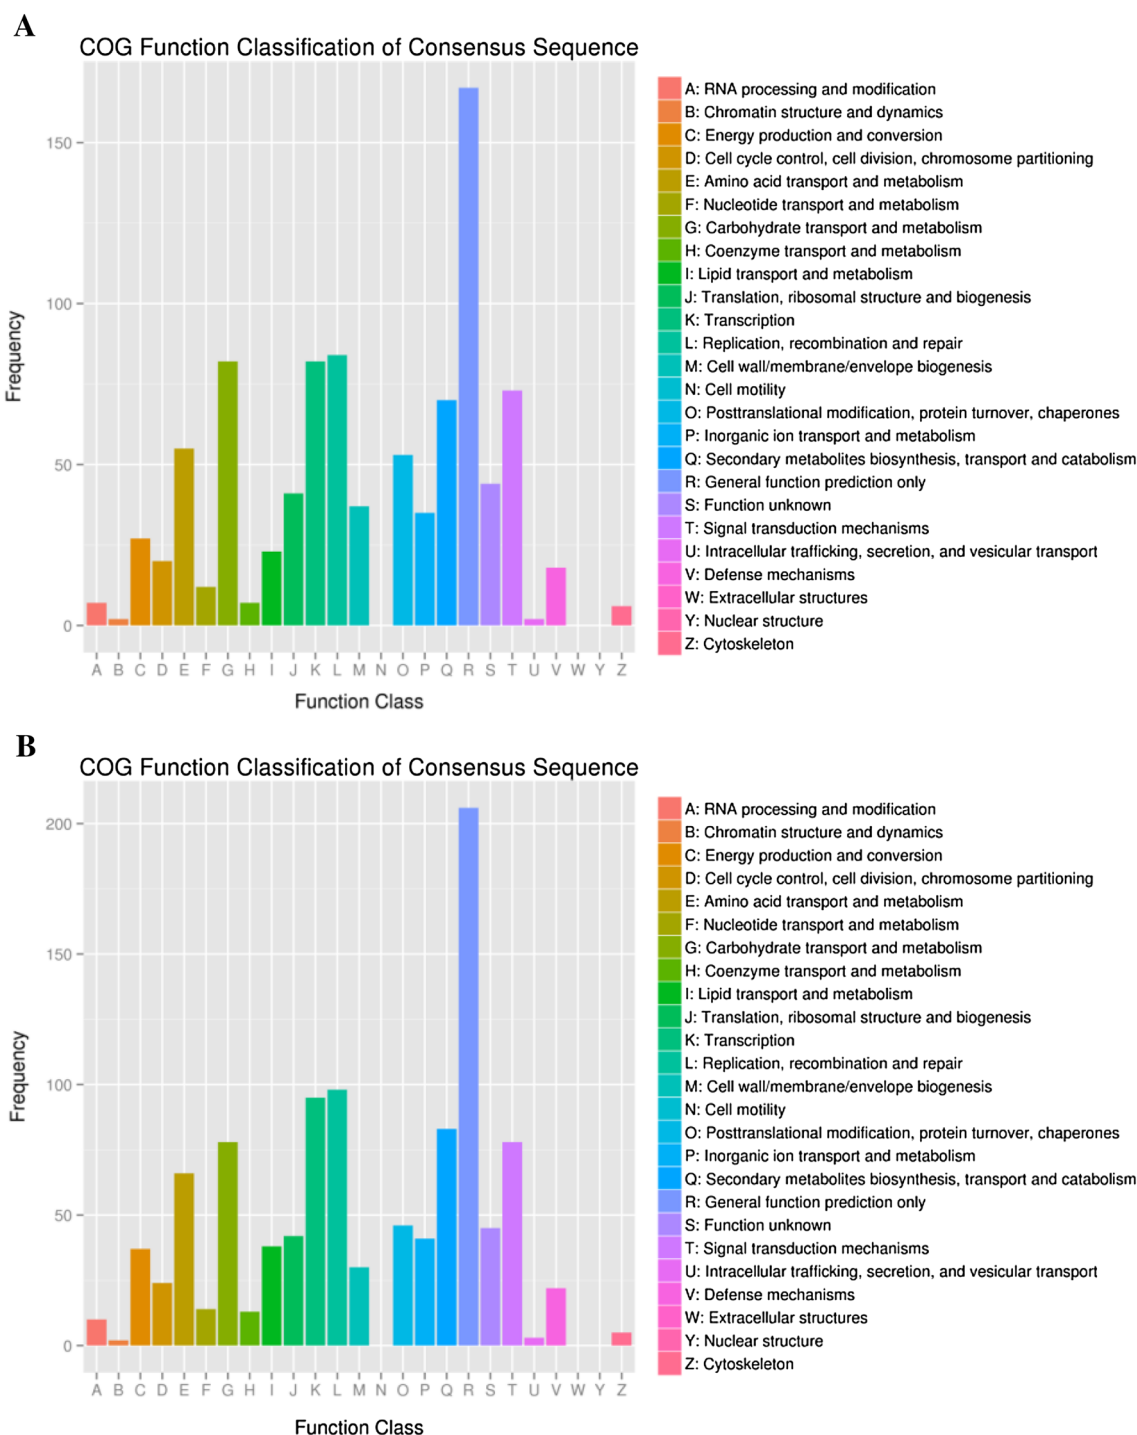 A
COG Function Classification of Consensus Sequence
150
100
50
0
Frequency
A B C D E F G H I J K L M N O P Q R S T U V W Y Z
Function Class
A: RNA processing and modification
B: Chromatin structure and dynamics
C: Energy production and conversion
D: Cell cycle control, cell division, chromosome partitioning
E: Amino acid transport and metabolism
F: Nucleotide transport and metabolism
G: Carbohydrate transport and metabolism
H: Coenzyme transport and metabolism
I: Lipid transport and metabolism
J: Translation, ribosomal structure and biogenesis
K: Transcription
L: Replication, recombination and repair
M: Cell wall/membrane/envelope biogenesis
N: Cell motility
O: Posttranslational modification, protein turnover, chaperones
P: Inorganic ion transport and metabolism
Q: Secondary metabolites biosynthesis, transport and catabolism
R: General function prediction only
S: Function unknown
T: Signal transduction mechanisms
U: Intracellular trafficking, secretion, and vesicular transport
V: Defense mechanisms
W: Extracellular structures
Y: Nuclear structure
Z: Cytoskeleton
B
COG Function Classification of Consensus Sequence
200
150
100
50
0
Frequency
A B C D E F G H I J K L M N O P Q R S T U V W Y Z
Function Class
A: RNA processing and modification
B: Chromatin structure and dynamics
C: Energy production and conversion
D: Cell cycle control, cell division, chromosome partitioning
E: Amino acid transport and metabolism
F: Nucleotide transport and metabolism
G: Carbohydrate transport and metabolism
H: Coenzyme transport and metabolism
I: Lipid transport and metabolism
J: Translation, ribosomal structure and biogenesis
K: Transcription
L: Replication, recombination and repair
M: Cell wall/membrane/envelope biogenesis
N: Cell motility
O: Posttranslational modification, protein turnover, chaperones
P: Inorganic ion transport and metabolism
Q: Secondary metabolites biosynthesis, transport and catabolism
R: General function prediction only
S: Function unknown
T: Signal transduction mechanisms
U: Intracellular trafficking, secretion, and vesicular transport
V: Defense mechanisms
W: Extracellular structures
Y: Nuclear structure
Z: Cytoskeleton